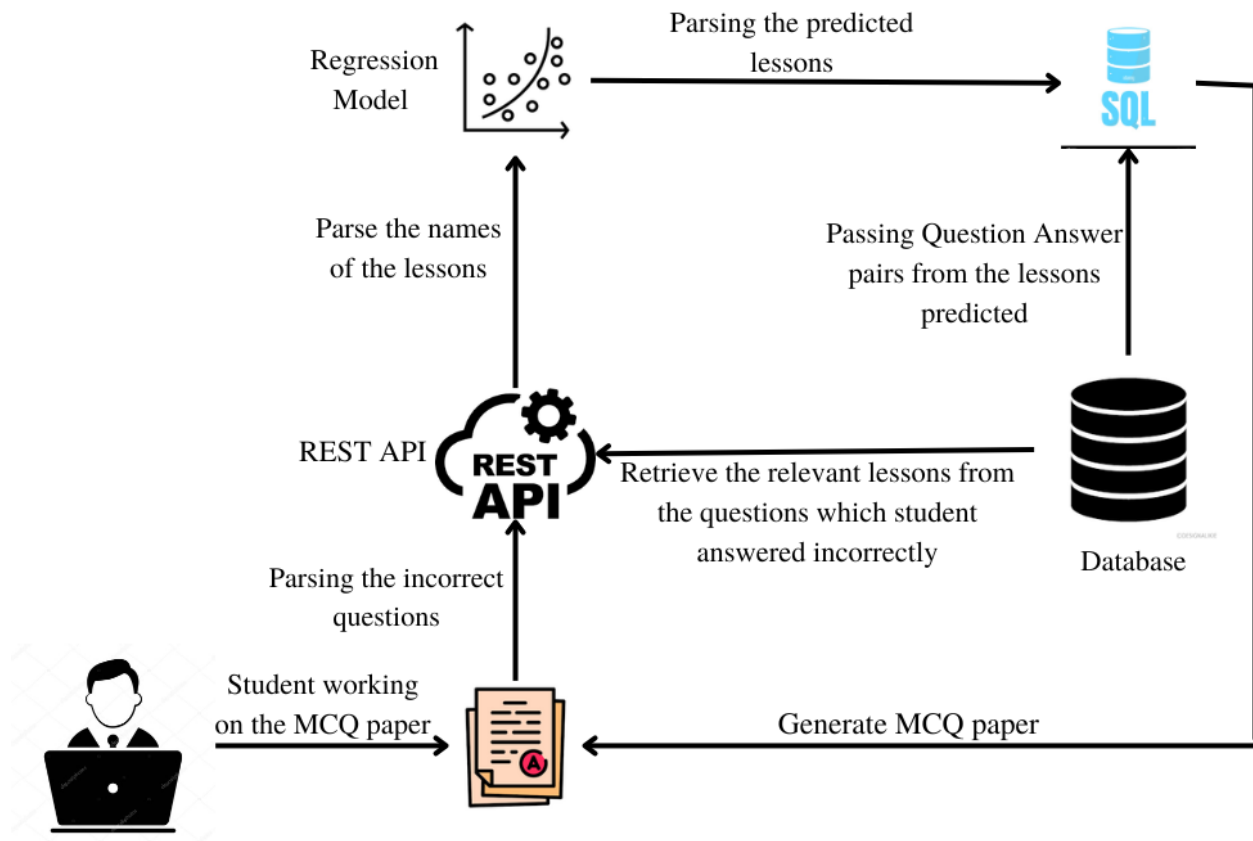 Parsing the predicted
lessons
Regression
Model
SQL
Parse the names
of the lessons
Passing Question Answer
pairs from the lessons
predicted
REST API
REST
API
Retrieve the relevant lessons from
the questions which student
answered incorrectly
Database
Parsing the incorrect
questions
Student working
on the MCQ paper
A
Generate MCQ paper